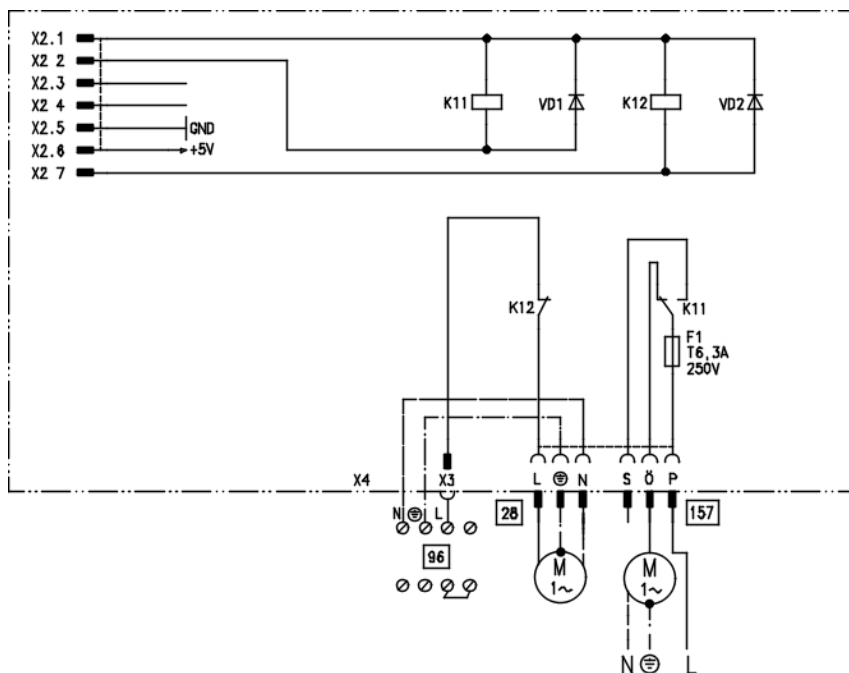 X2.1
X2 2
X2.3
X2 4
X2.5
X2.6
X2 7
GND
+5V
K11
VD1
K12
VD2
K12
K11
F1
T6,3A
250V
X4
X3
L
N
S Ö P
N
L
28
157
96
M
1~
M
1~
N
L